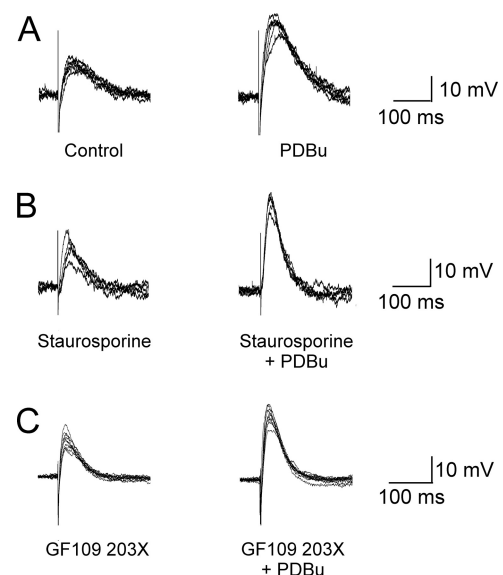 A
Control
PDBu
10 mV
100 ms
B
Staurosporine
Staurosporine
+ PDBu
10 mV
100 ms
C
GF109 203X
GF109 203X
+ PDBu
10 mV
100 ms